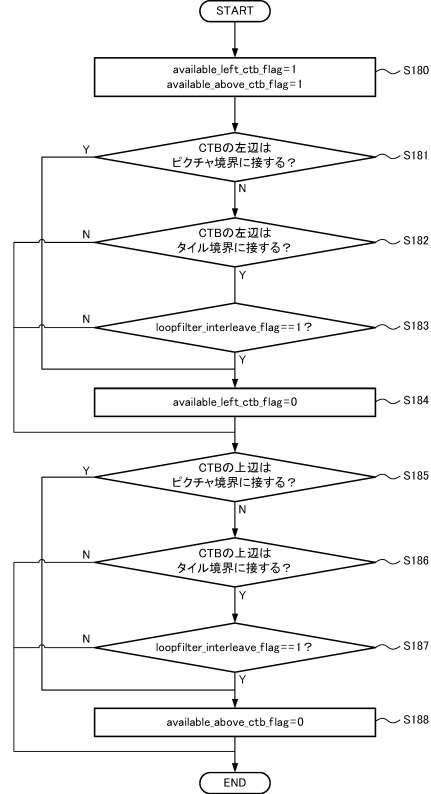 START
available_left_ctb_flag=1
available_above_ctb_flag=1
S180
CTBの左辺は
ピクチャ境界に接する？
Y
S181
N
CTBの左辺は
タイル境界に接する？
N
S182
Y
loopfilter_interleave_flag==1？
N
S183
Y
available_left_ctb_flag=0
S184
CTBの上辺は
ピクチャ境界に接する？
Y
S185
N
CTBの上辺は
タイル境界に接する？
N
S186
Y
loopfilter_interleave_flag==1？
N
S187
Y
available_above_ctb_flag=0
S188
END